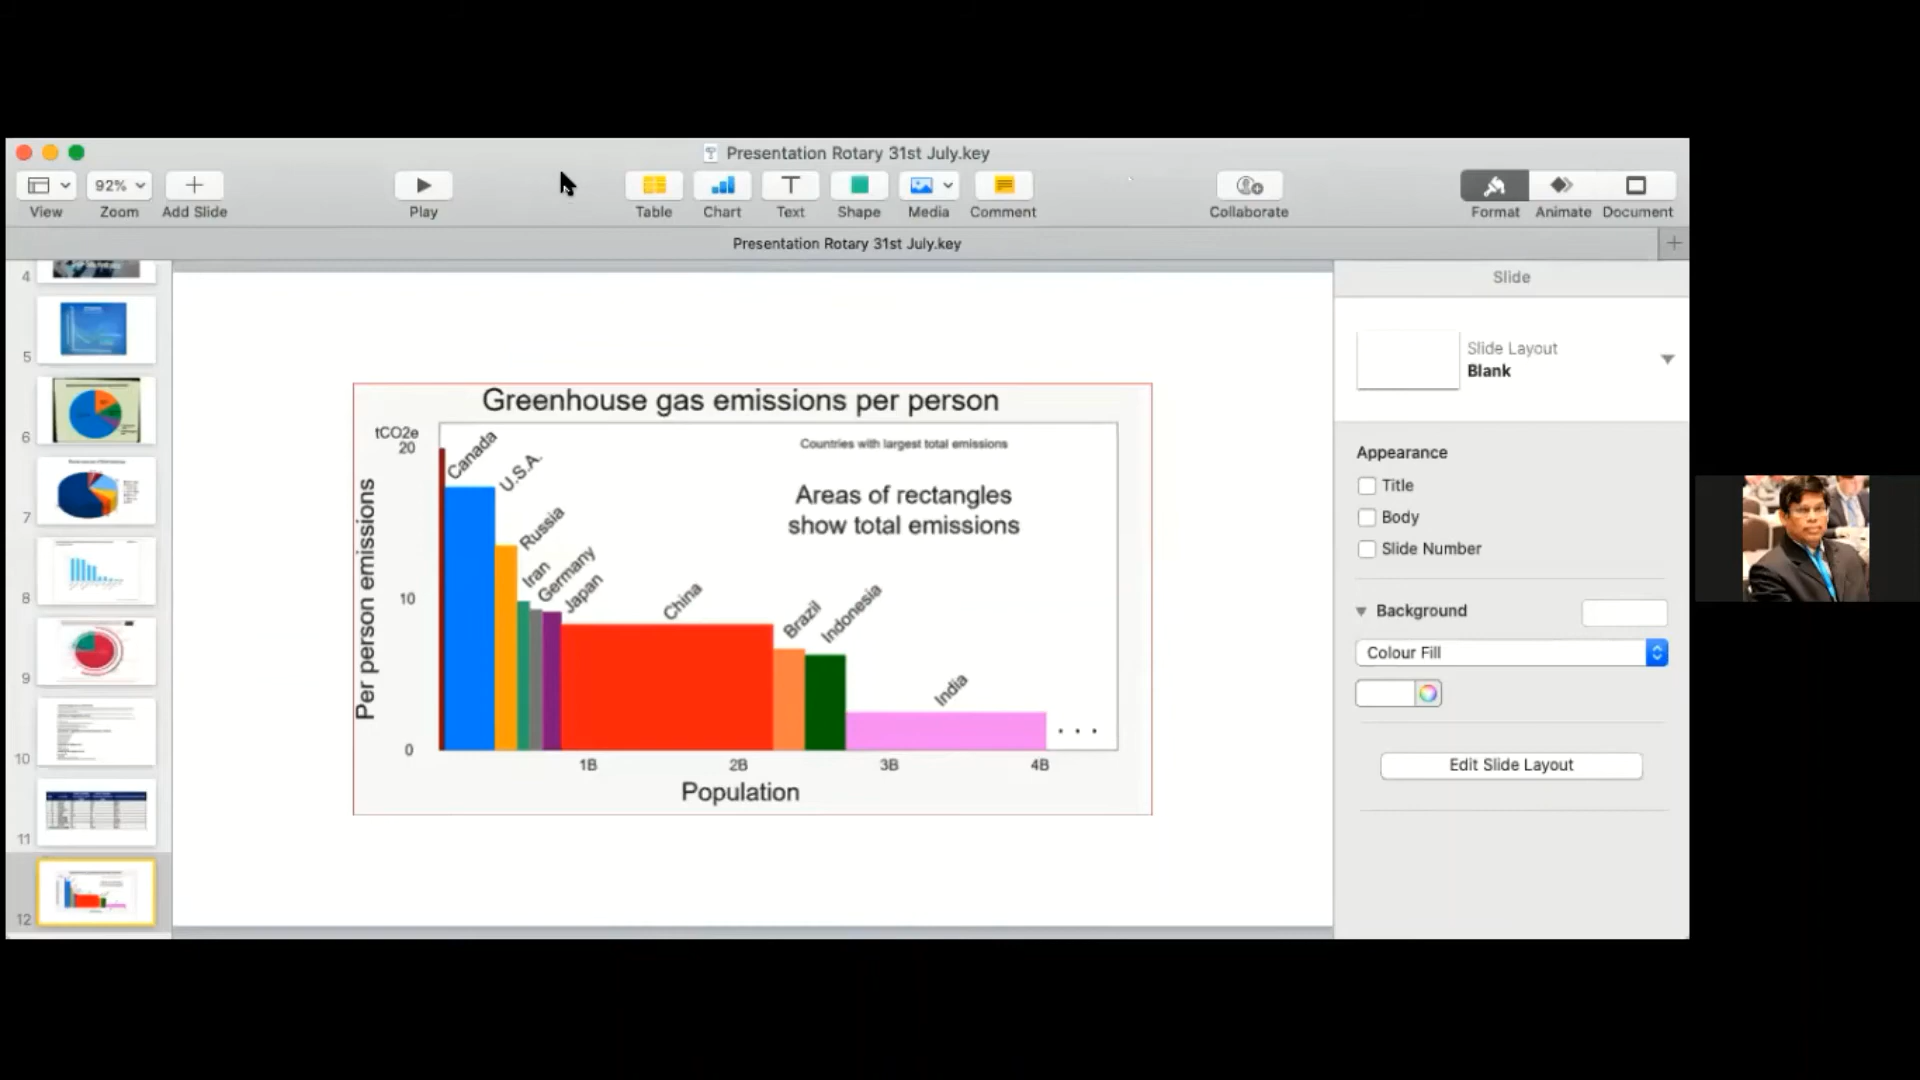 Presentation Rotary 31st July.key
92%
View
Zoom
Add Slide
Play
Table
Chart
Text
Shape
Media
Comment
Collaborate
Format
Animate
Document
Presentation Rotary 31st July.key
4
5
6
7
8
9
10
11
12
Greenhouse gas emissions per person
tCO2e
20
10
0
Per person emissions
Countries with largest total emissions
Areas of rectangles
show total emissions
Canada
U.S.A.
Russia
Iran
Germany
Japan
China
Brazil
Indonesia
India
. . .
1B
2B
3B
4B
Population
Slide
Slide Layout
Blank
Appearance
Title
Body
Slide Number
Background
Colour Fill
Edit Slide Layout